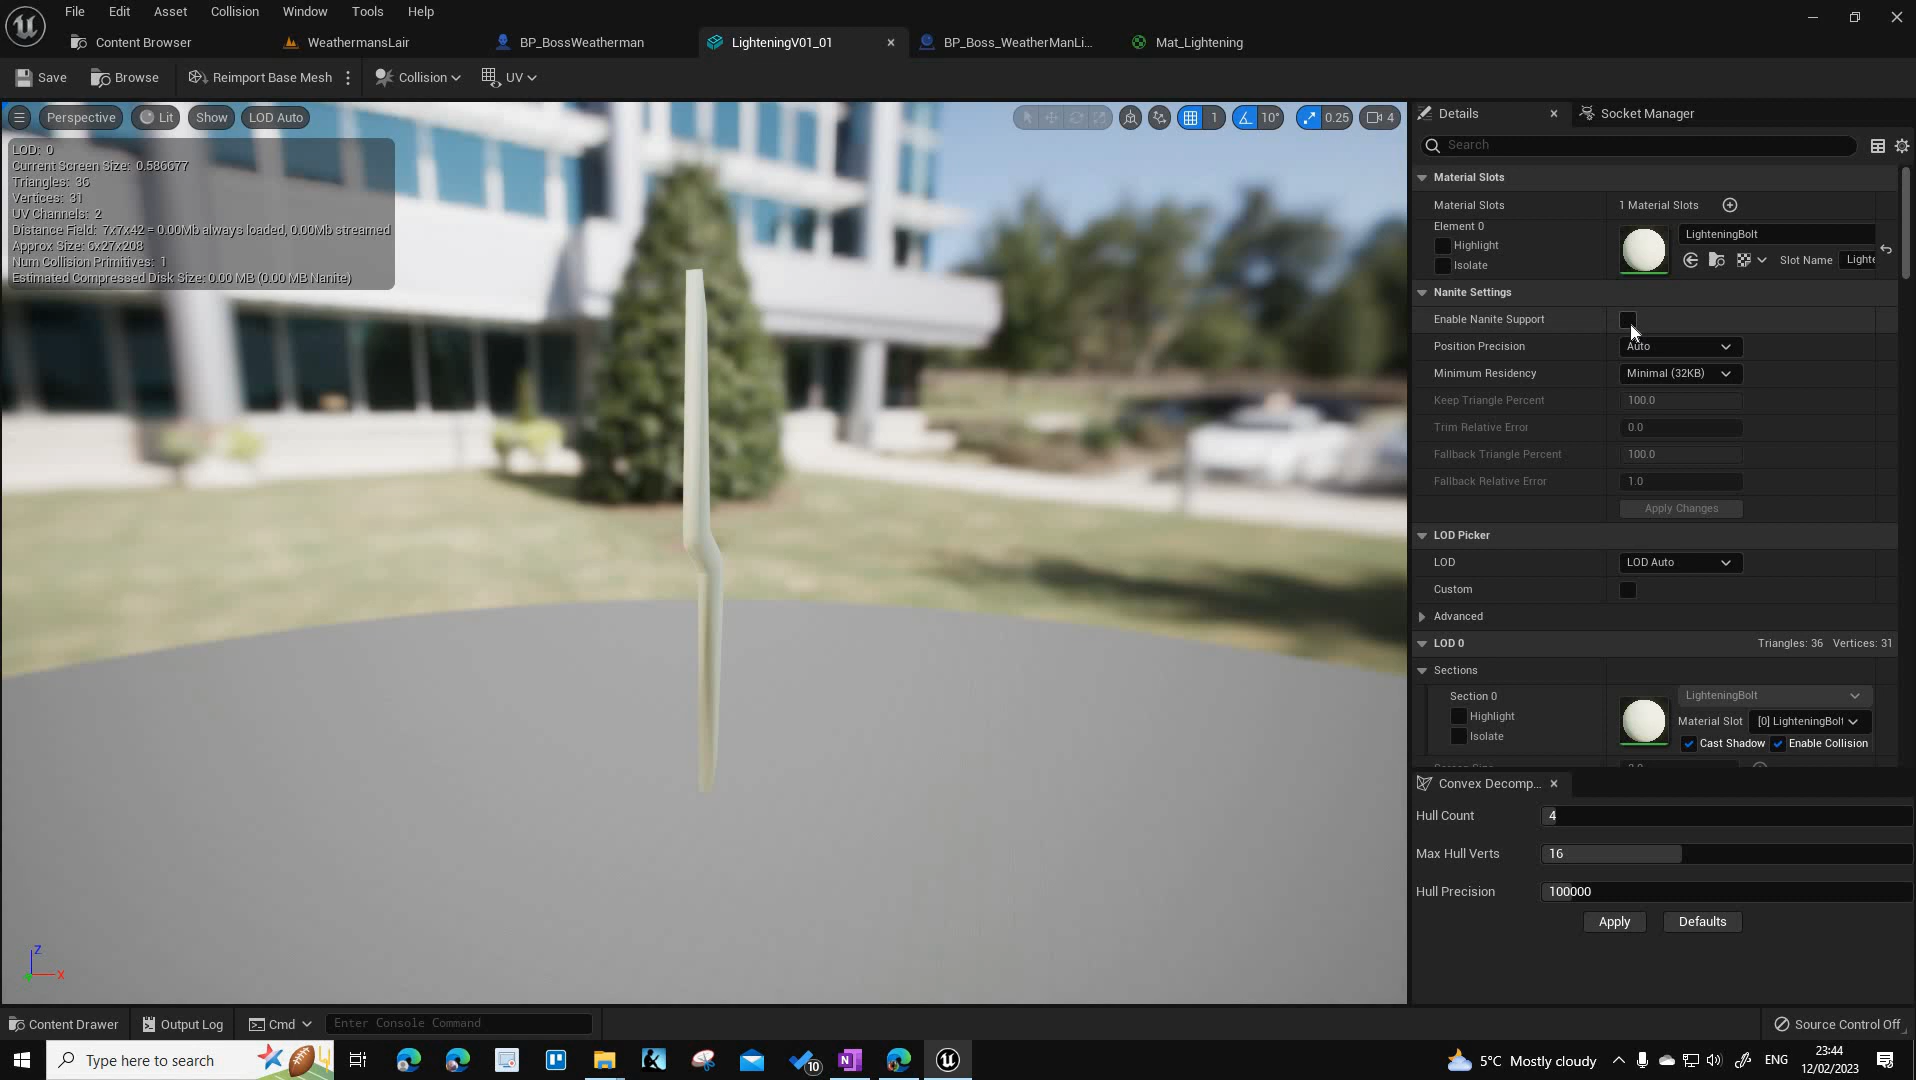 File Edit Asset Collision Window Tools Help
Content Browser WeathermansLair BP_BossWeatherman LighteningV01_01 BP_Boss_WeatherManLi... Mat_Lightening
Save Browse Reimport Base Mesh Collision UV
Perspective Lit Show LOD Auto 1 10° 0.25 4
LOD: 0
Current Screen Size: 0.586677
Triangles: 36
Vertices: 31
UV Channels: 2
Distance Field: 7x7x42 = 0.00Mb always loaded, 0.00Mb streamed
Approx Size: 6x27x208
Num Collision Primitives: 1
Estimated Compressed Disk Size: 0.00 MB (0.00 MB Nanite)
Z
X
Details Socket Manager
Search
Material Slots
Material Slots 1 Material Slots
Element 0
Highlight
Isolate
LighteningBolt
Slot Name Lighte
Nanite Settings
Enable Nanite Support
Position Precision Auto
Minimum Residency Minimal (32KB)
Keep Triangle Percent 100.0
Trim Relative Error 0.0
Fallback Triangle Percent 100.0
Fallback Relative Error 1.0
Apply Changes
LOD Picker
LOD LOD Auto
Custom
Advanced
LOD 0 Triangles: 36 Vertices: 31
Sections
Section 0
Highlight
Isolate
LighteningBolt
Material Slot [0] LighteningBolt
Cast Shadow Enable Collision
Convex Decomp...
Hull Count 4
Max Hull Verts 16
Hull Precision 100000
Apply Defaults
Content Drawer Output Log Cmd Enter Console Command Source Control Off
Type here to search 10 5°C Mostly cloudy ENG 23:44
12/02/2023